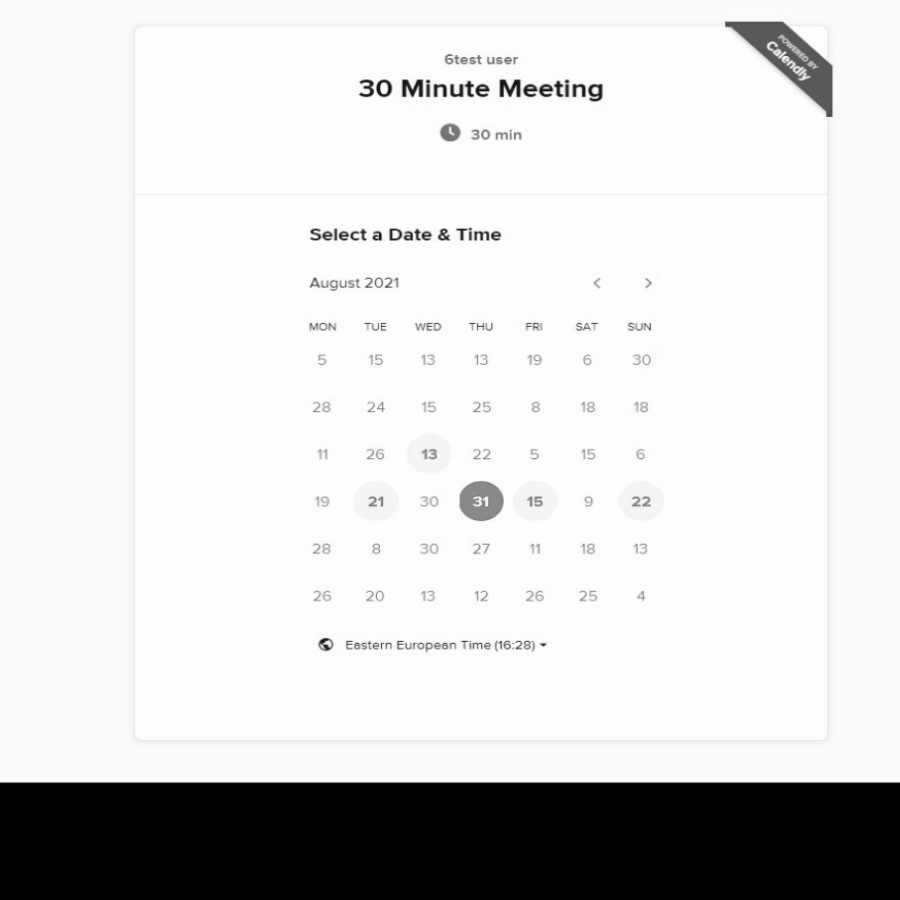 POWERED BY
Calendly
6test user
30 Minute Meeting
30 min
Select a Date & Time
August 2021
MON TUE WED THU FRI SAT SUN
5 15 13 13 19 6 30
28 24 15 25 8 18 18
11 26 13 22 5 15 6
19 21 30 31 15 9 22
28 8 30 27 11 18 13
26 20 13 12 26 25 4
Eastern European Time (16:28)